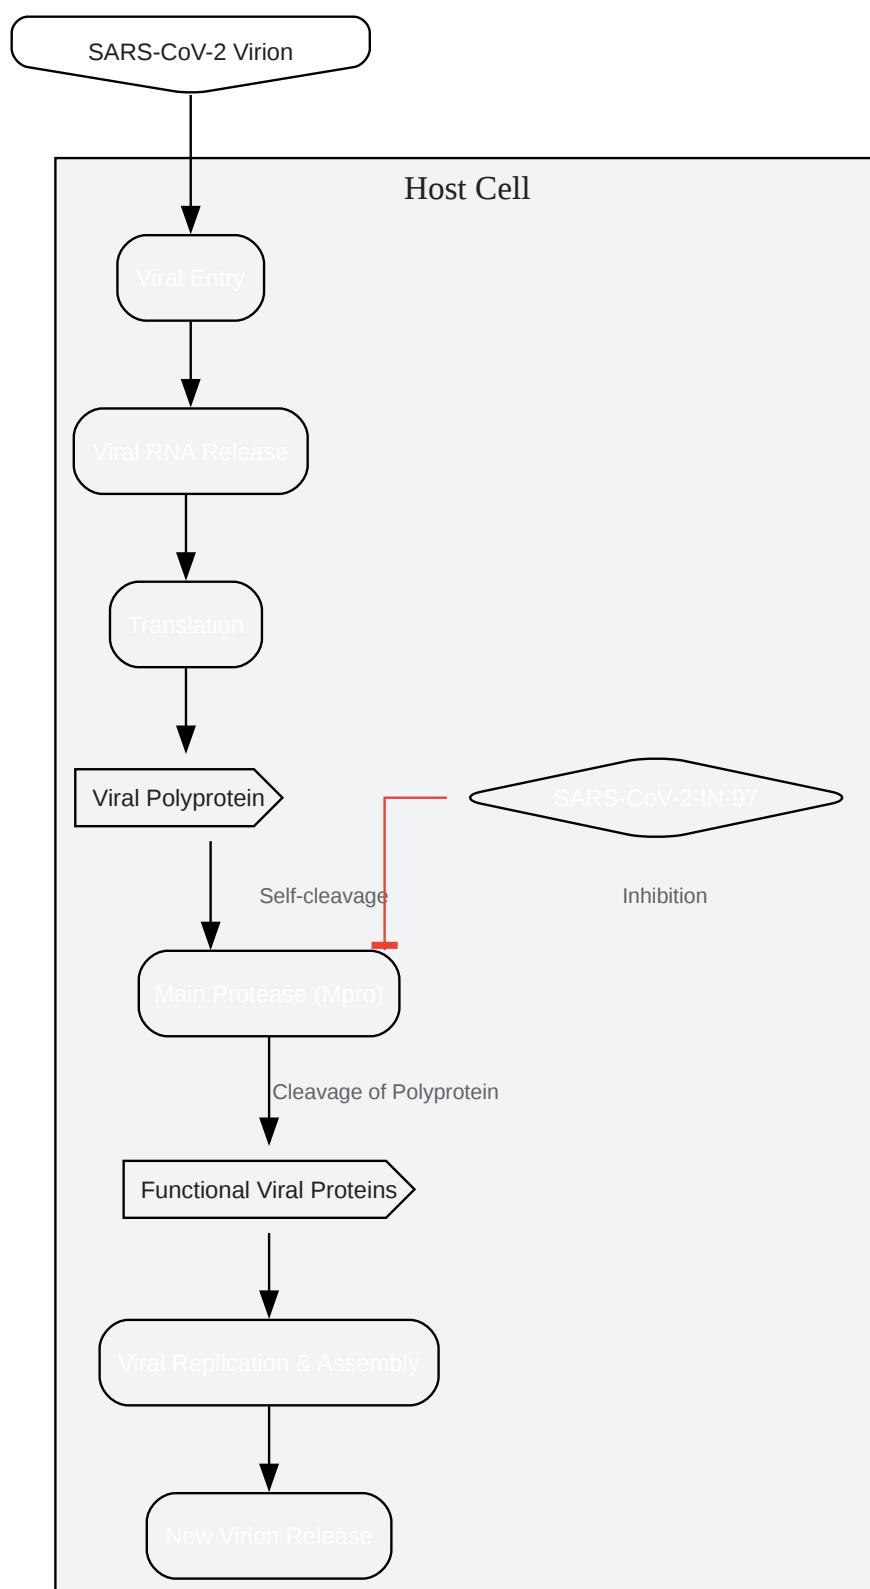 SARS-CoV-2 Virion
Host Cell
Viral Entry
Viral RNA Release
Translation
Viral Polyprotein
SARS-CoV-2-IN-97
Self-cleavage
Inhibition
Main Protease (Mpro)
Cleavage of Polyprotein
Functional Viral Proteins
Viral Replication & Assembly
New Virion Release